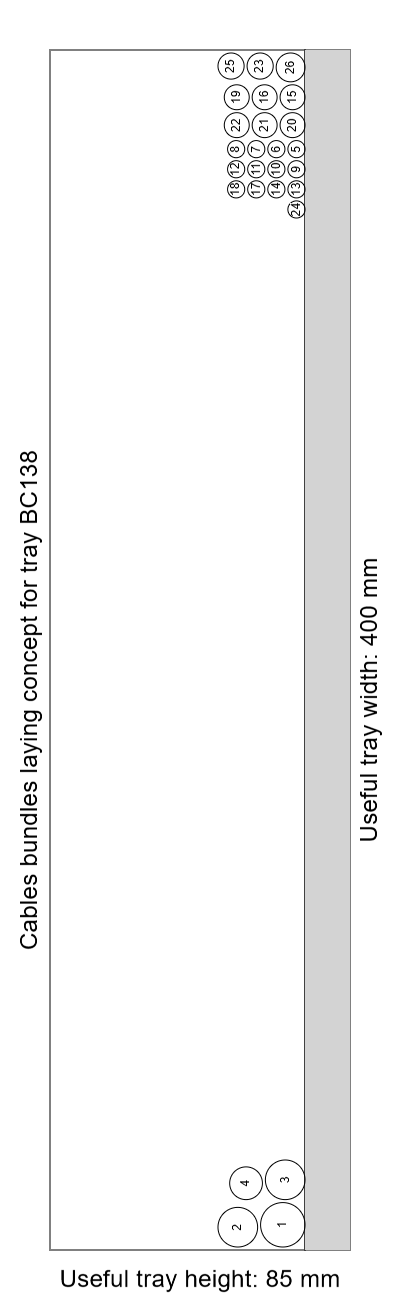 Cables bundles laying concept for tray BC138
25 23 26
19 16 15
22 21 20
8 7 6 5
12 11 10 9
18 17 14 13
24
4 3
2 1
Useful tray width: 400 mm
Useful tray height: 85 mm